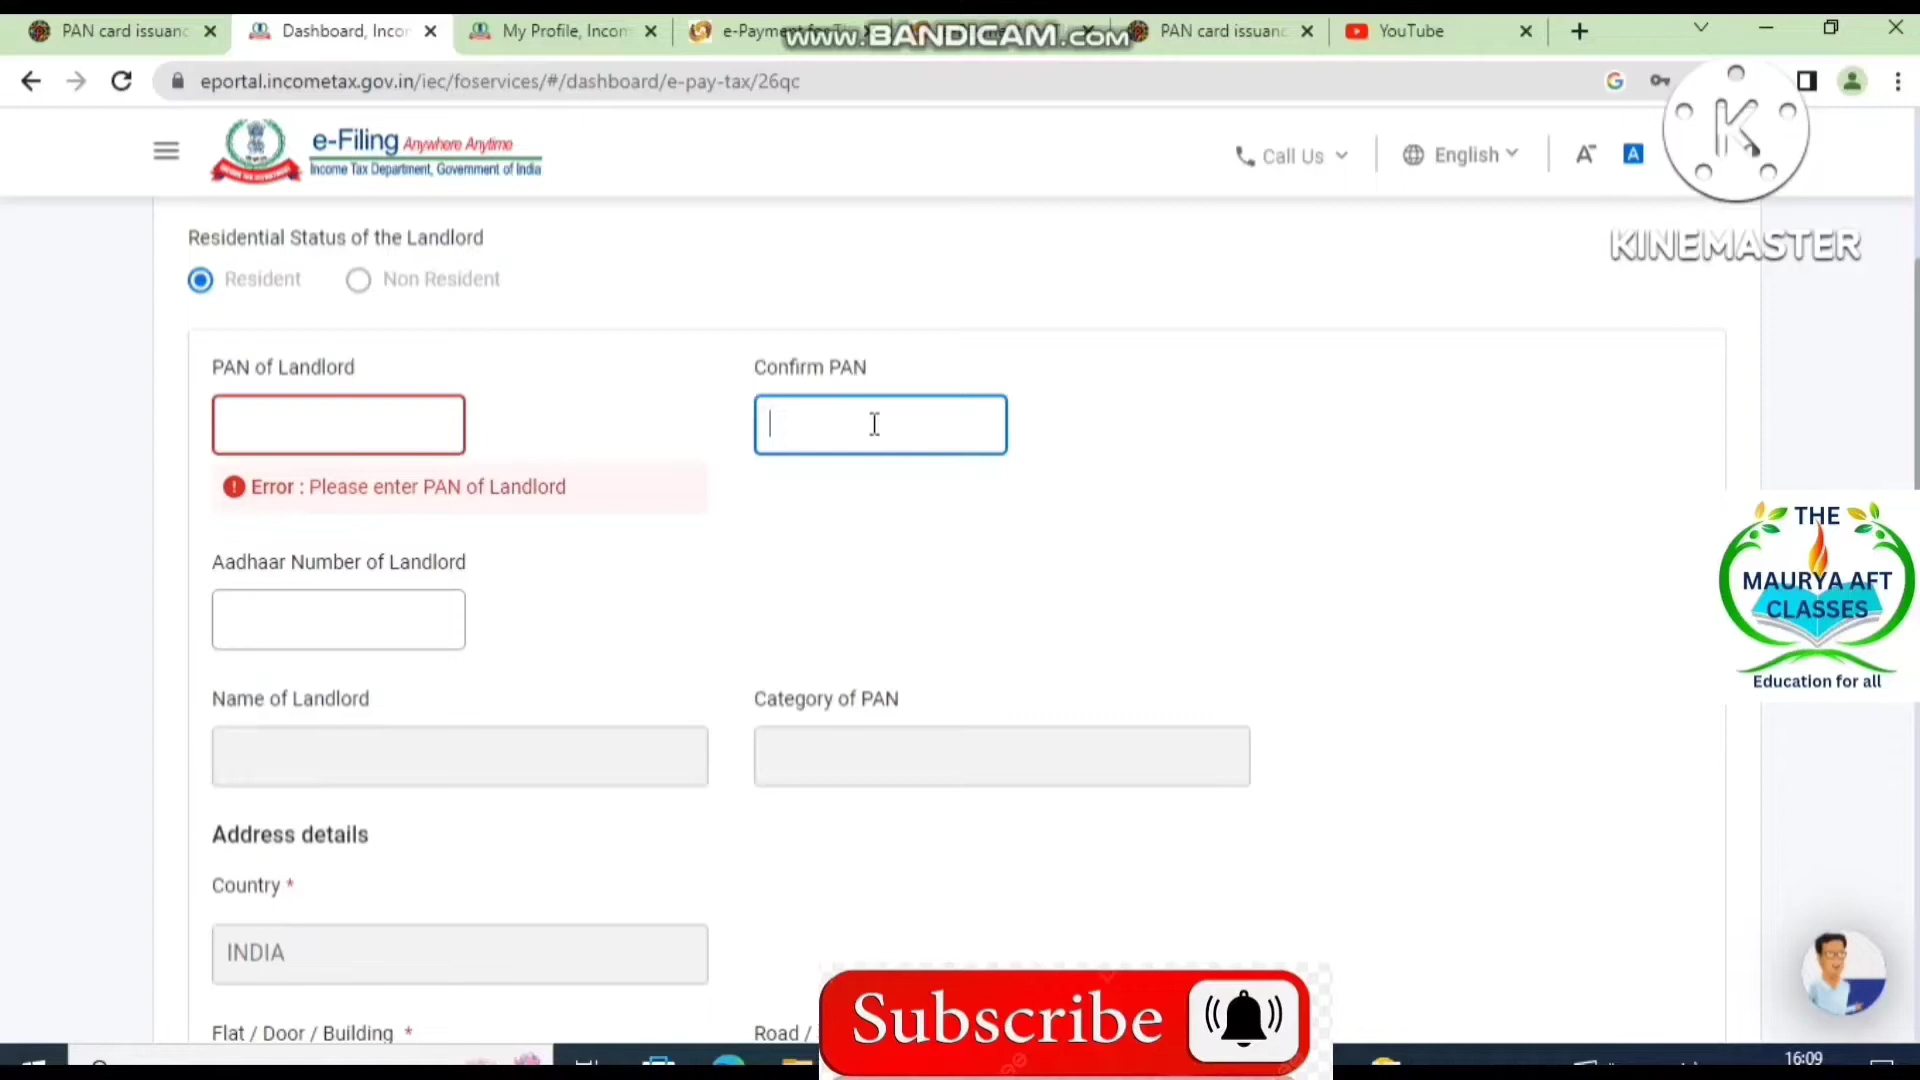 PAN card issuanc
Dashboard, Incor
My Profile, Incom
e-Payment for
PAN card issuanc
YouTube
www.BANDICAM.com
eportal.incometax.gov.in/iec/foservices/#/dashboard/e-pay-tax/26qc
e-Filing Anywhere Anytime
Income Tax Department, Government of India
Call Us
English
A
A
K
KINEMASTER
Residential Status of the Landlord
Resident
Non Resident
PAN of Landlord
Confirm PAN
Error : Please enter PAN of Landlord
Aadhaar Number of Landlord
THE
MAURYA AFT
CLASSES
Education for all
Name of Landlord
Category of PAN
Address details
Country *
INDIA
Flat / Door / Building *
Road /
Subscribe
16:09